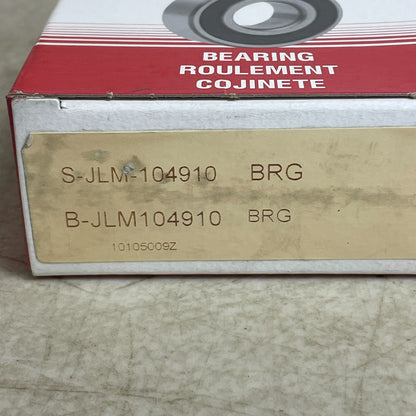 BEARING
ROULEMENT
COJINETE
S-JLM-104910 BRG
B-JLM104910 BRG
10105009Z